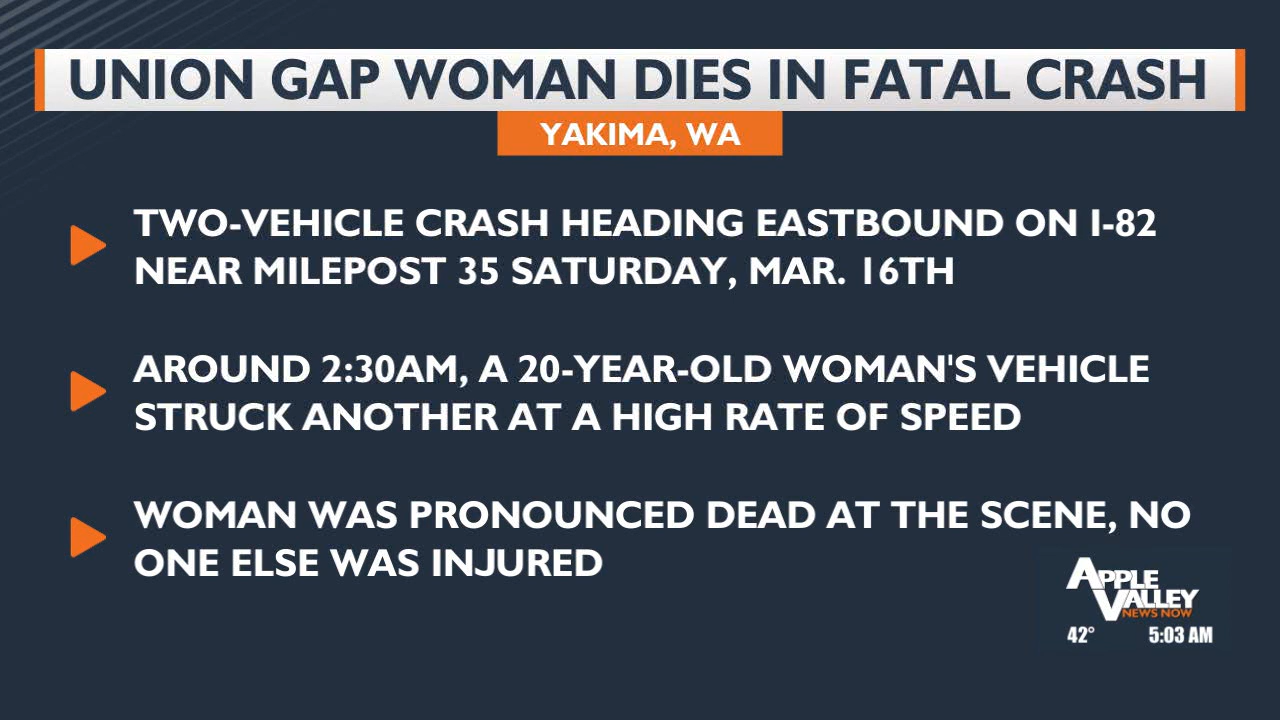 UNION GAP WOMAN DIES IN FATAL CRASH
YAKIMA, WA
TWO-VEHICLE CRASH HEADING EASTBOUND ON I-82
NEAR MILEPOST 35 SATURDAY, MAR. 16TH
AROUND 2:30AM, A 20-YEAR-OLD WOMAN'S VEHICLE
STRUCK ANOTHER AT A HIGH RATE OF SPEED
WOMAN WAS PRONOUNCED DEAD AT THE SCENE, NO
ONE ELSE WAS INJURED
APPLE
VALLEY
NEWS NOW
42° 5:03 AM